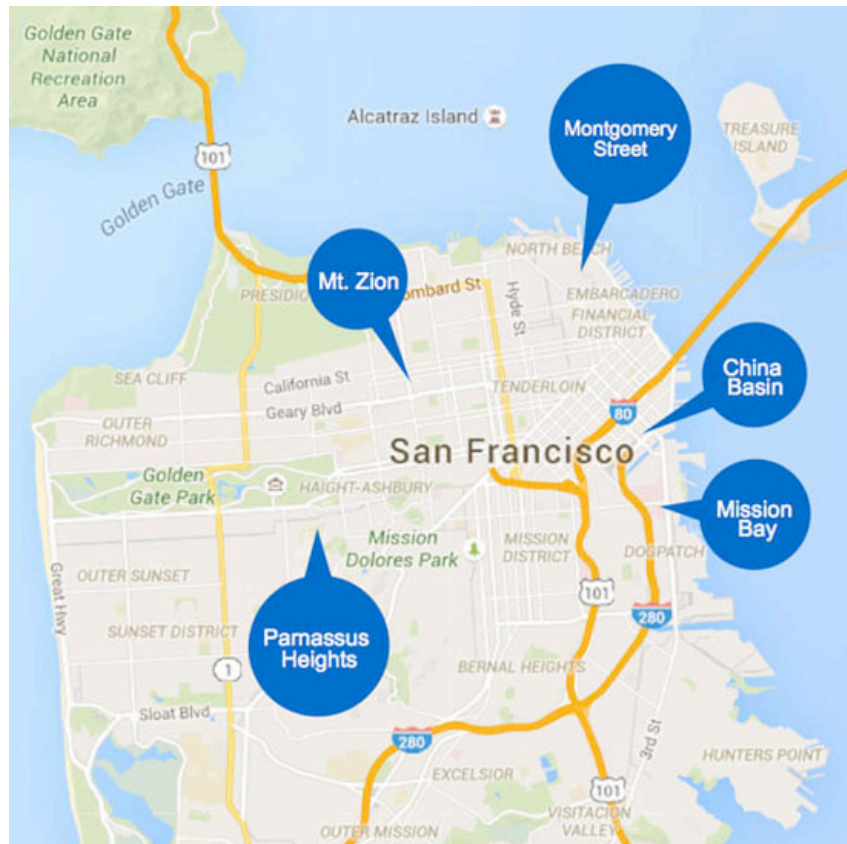 Golden Gate
National
Recreation
Area
Alcatraz Island
Montgomery
Street
TREASURE
ISLAND
101
Golden Gate
NORTH BEACH
Mt. Zion
PRESIDIO
ombard St
Hyde St
EMBARCADERO
FINANCIAL
DISTRICT
SEA CLIFF
California St
TENDERLOIN
China
Basin
Geary Blvd
80
OUTER
RICHMOND
San Francisco
Golden
Gate Park
HAIGHT-ASHBURY
Mission
Bay
Mission
Dolores Park
MISSION
DISTRICT
DOGPATCH
OUTER SUNSET
Great Hwy
101
280
SUNSET DISTRICT
Parnassus
Heights
1
BERNAL HEIGHTS
Sloat Blvd
280
3rd St
HUNTERS POINT
EXCELSIOR
101
VISITACION
VALLEY
OUTER MISSION